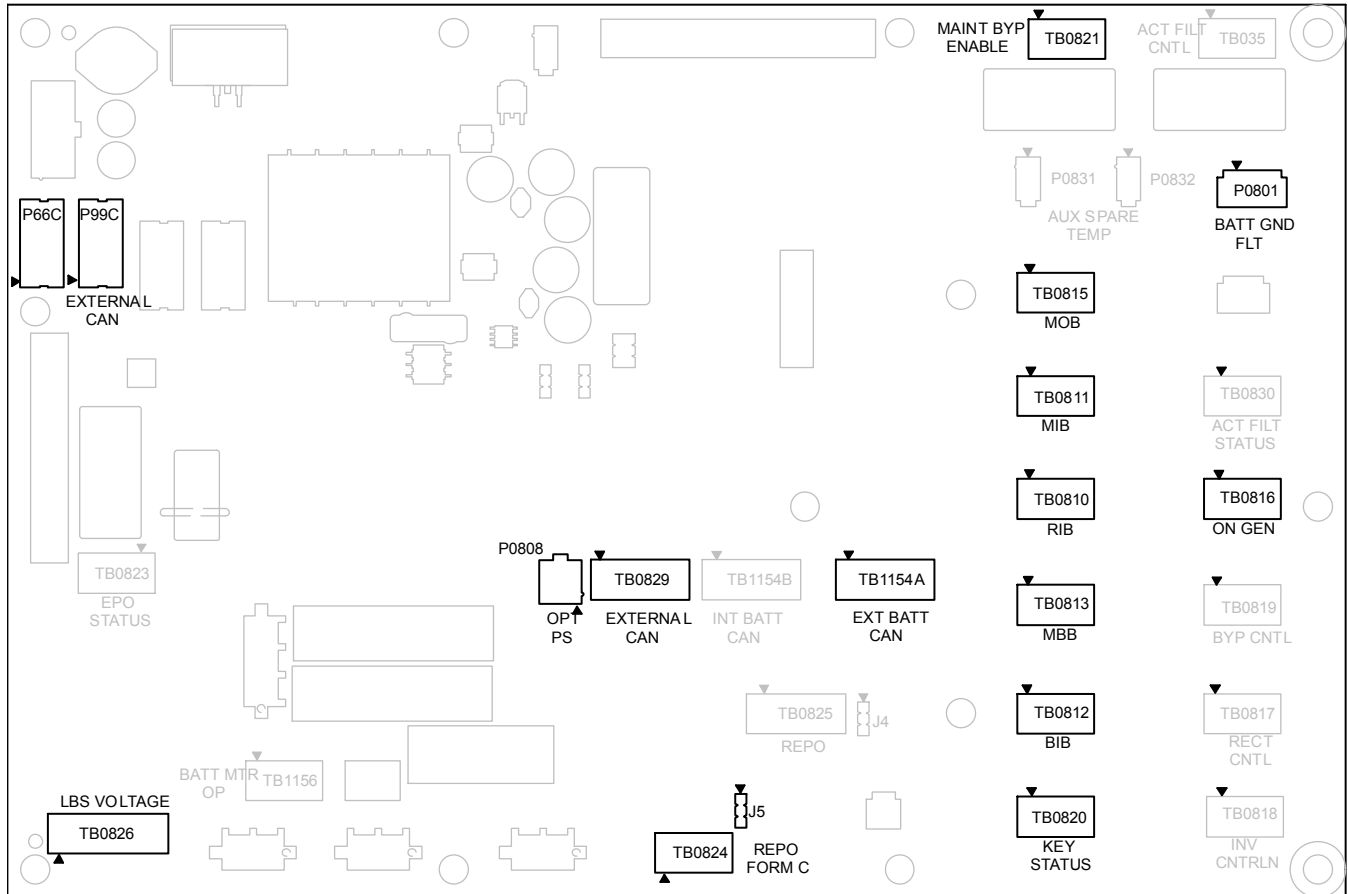 MAINT BYP
ENABLE
TB0821
ACT FILT
CNTL
TB035
P0831
P0832
AUX SPARE
TEMP
P0801
BATT GND
FLT
P66C
P99C
EXTERNAL
CAN
TB0815
MOB
TB0811
MIB
TB0830
ACT FILT
STATUS
TB0810
RIB
TB0816
ON GEN
TB0823
EPO
STATUS
P0808
OPT
PS
TB0829
EXTERNAL
CAN
TB1154B
INT BATT
CAN
TB1154A
EXT BATT
CAN
TB0813
MBB
TB0819
BYP CNTL
TB0825
REPO
J4
TB0812
BIB
TB0817
RECT
CNTL
BATT MTR
OP
TB1156
LBS VOLTAGE
TB0826
J5
TB0824
REPO
FORM C
TB0820
KEY
STATUS
TB0818
INV
CNTRLN